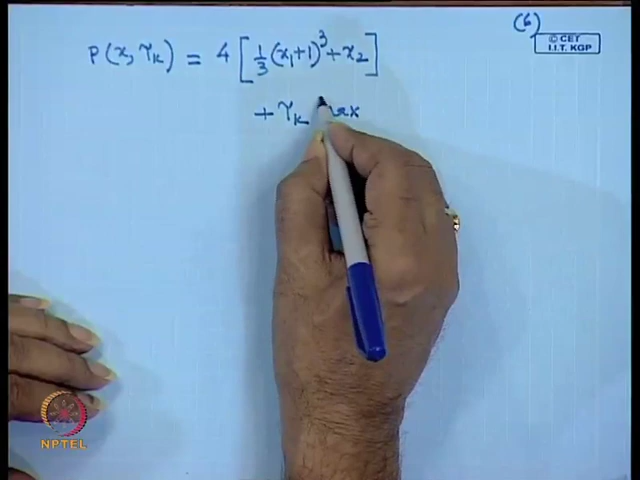 (6)
© CET
I.I.T. KGP
P(x, γₖ) = 4 [ 1/3 (x₁+1)³ + x₂ ]
+ γₖ
NPTEL